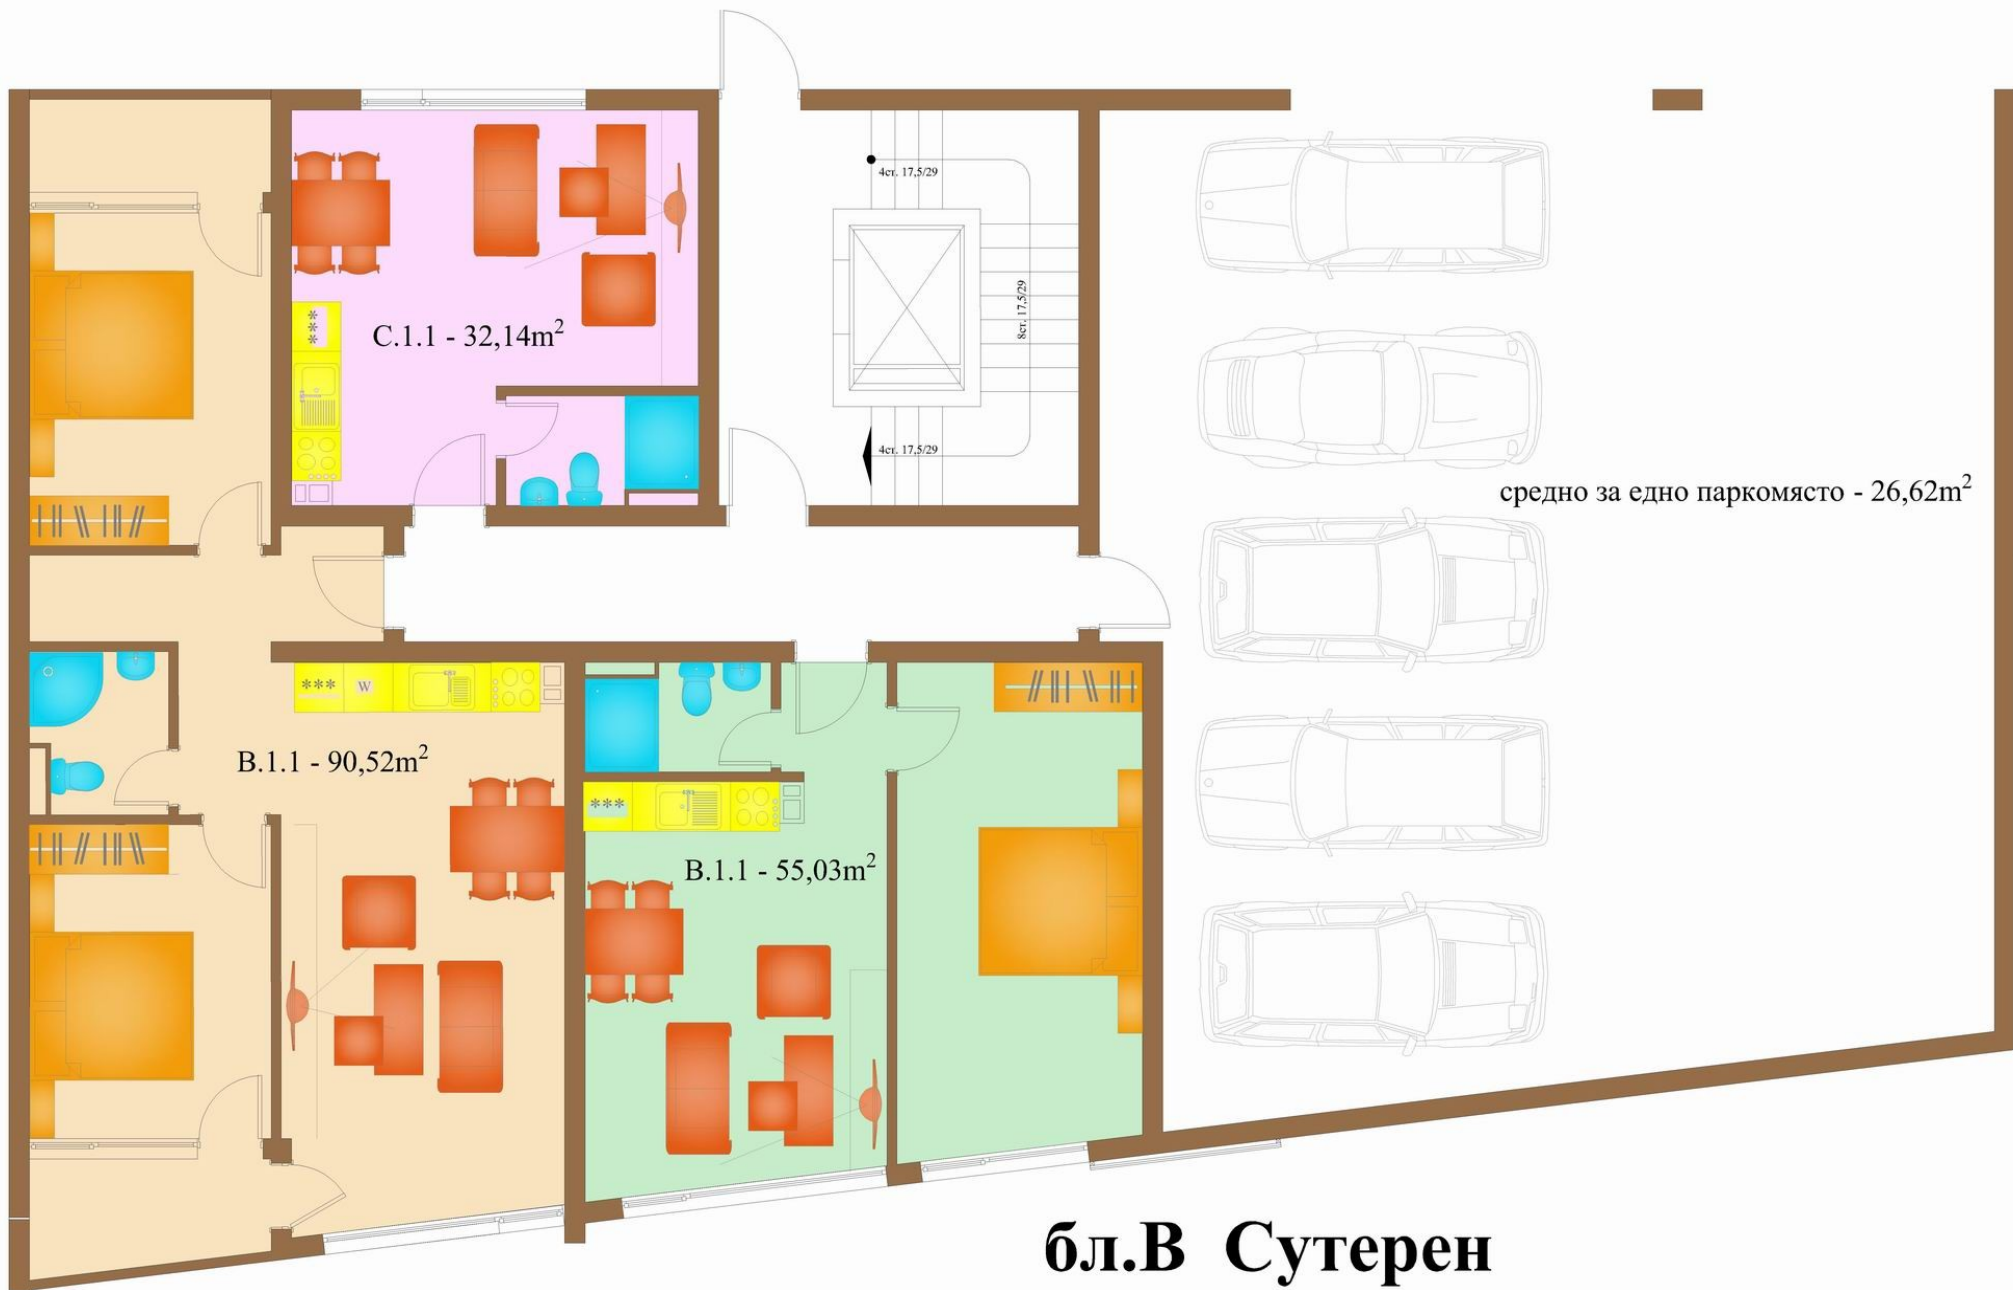 4ст. 17,5/29
8ст. 17,5/29
С.1.1 - 32,14m²
***
4ст. 17,5/29
средно за едно паркомясто - 26,62m²
*** W
В.1.1 - 90,52m²
***
В.1.1 - 55,03m²
бл.В Сутерен